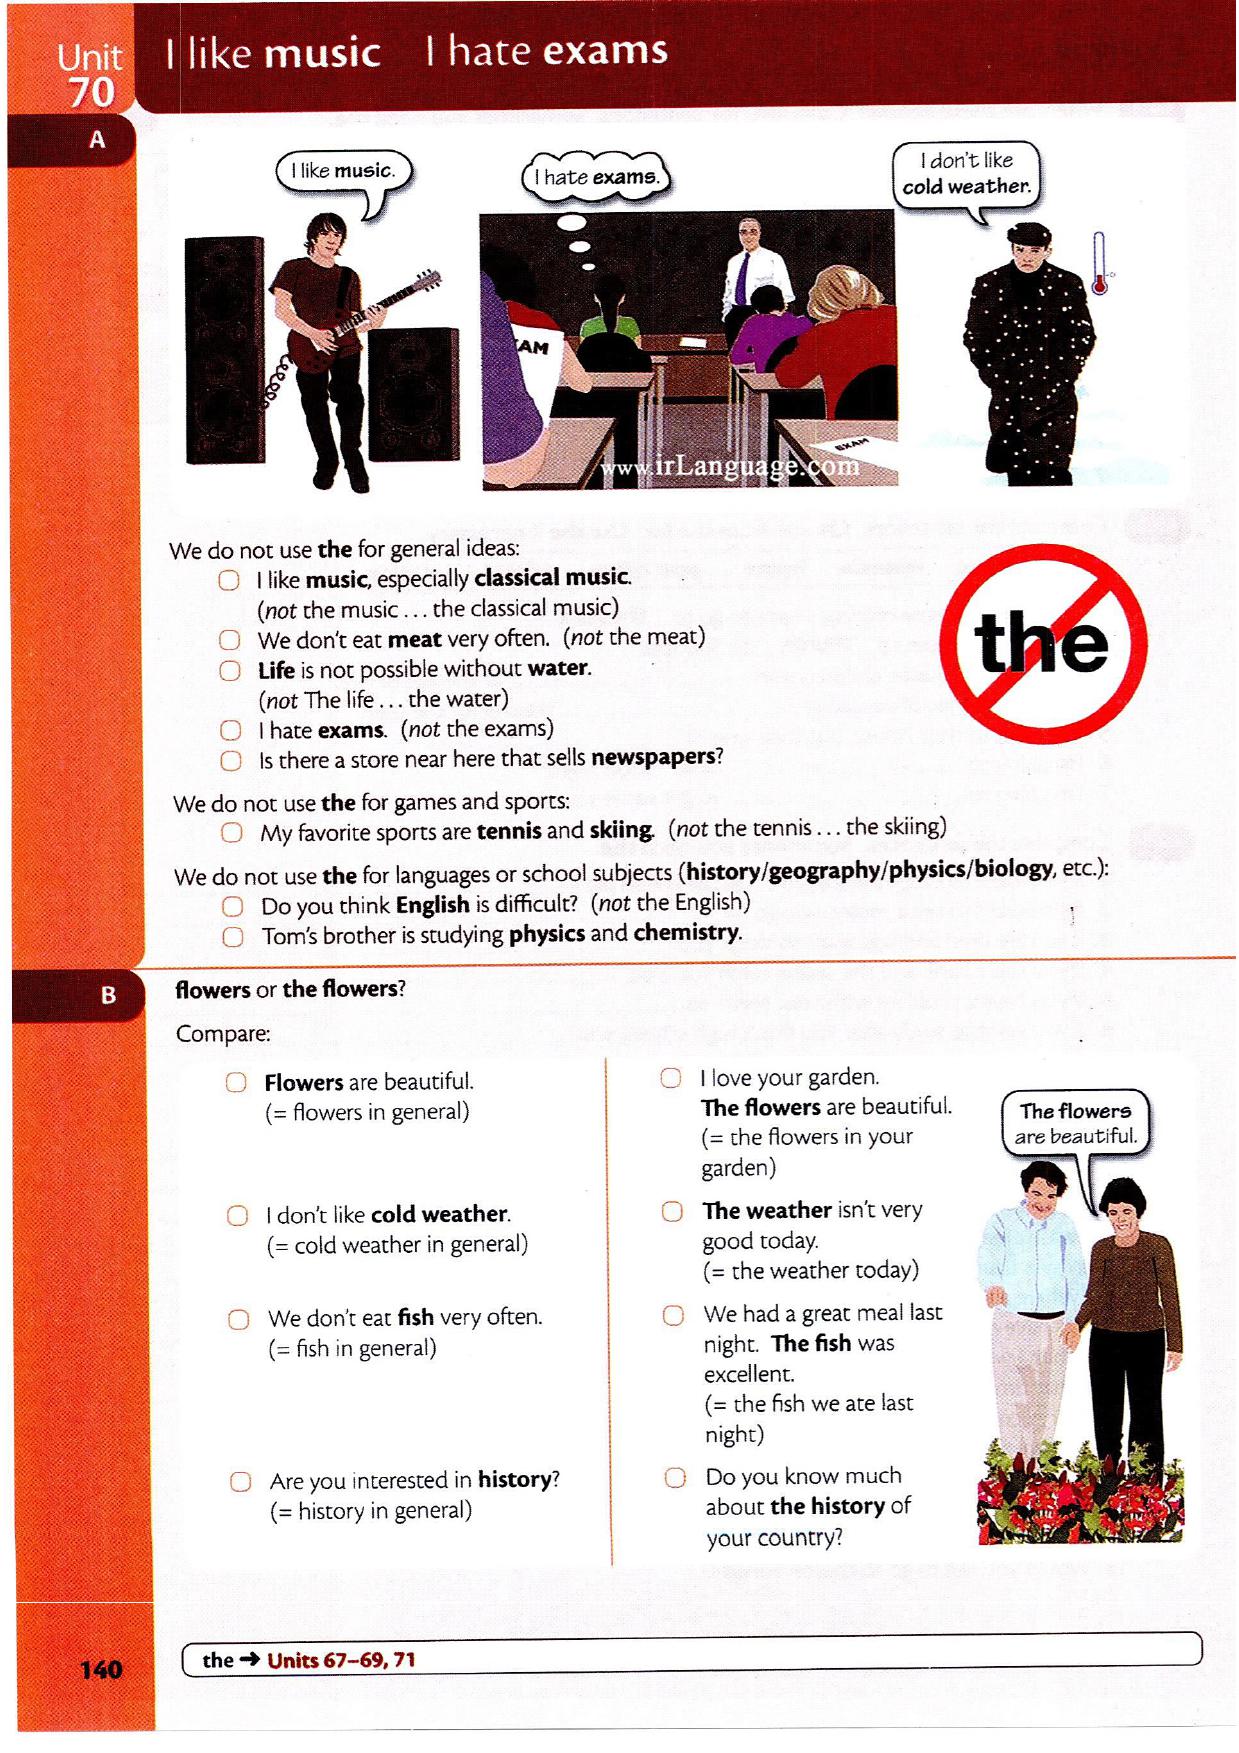 Unit
70
I like music I hate exams
A
I like music.
I hate exams.
I don't like
cold weather.
AM
EXAM
www.irLanguage.com
We do not use the for general ideas:
I like music, especially classical music.
(not the music . . . the classical music)
We don't eat meat very often. (not the meat)
Life is not possible without water.
(not The life . . . the water)
I hate exams. (not the exams)
Is there a store near here that sells newspapers?
the
We do not use the for games and sports:
My favorite sports are tennis and skiing. (not the tennis . . . the skiing)
We do not use the for languages or school subjects (history/geography/physics/biology, etc.):
Do you think English is difficult? (not the English)
Tom's brother is studying physics and chemistry.
B
flowers or the flowers?
Compare:
Flowers are beautiful.
(= flowers in general)
I don't like cold weather.
(= cold weather in general)
We don't eat fish very often.
(= fish in general)
Are you interested in history?
(= history in general)
I love your garden.
The flowers are beautiful.
(= the flowers in your
garden)
The weather isn't very
good today.
(= the weather today)
We had a great meal last
night. The fish was
excellent.
(= the fish we ate last
night)
Do you know much
about the history of
your country?
The flowers
are beautiful.
140
the ➜ Units 67–69, 71